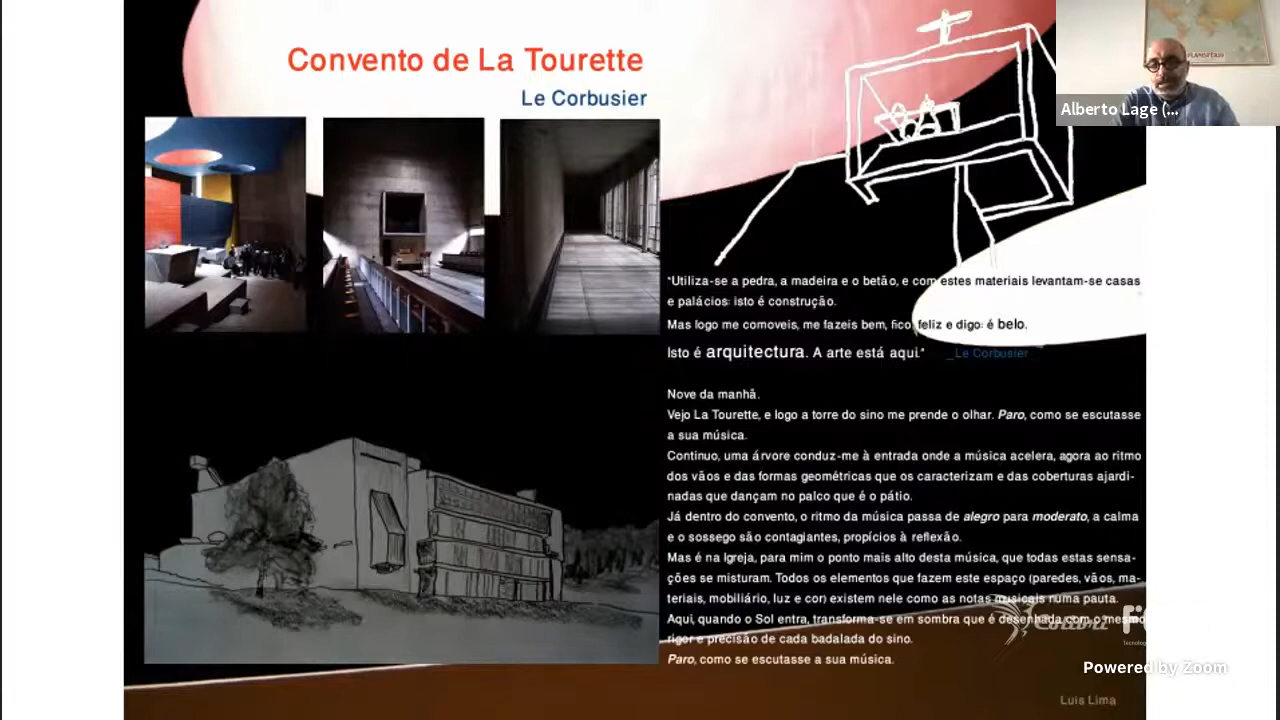 Convento de La Tourette
Le Corbusier
PLANISFÉRIO
Alberto Lage (...
"Utiliza-se a pedra, a madeira e o betão, e com estes materiais levantam-se casas
e palácios: isto é construção.
Mas logo me comoveis, me fazeis bem, fico feliz e digo: é belo.
Isto é arquitectura. A arte está aqui."   _Le Corbusier
Nove da manhã.
Vejo La Tourette, e logo a torre do sino me prende o olhar. Paro, como se escutasse
a sua música.
Continuo, uma árvore conduz-me à entrada onde a música acelera, agora ao ritmo
dos vãos e das formas geométricas que os caracterizam e das coberturas ajardi-
nadas que dançam no palco que é o pátio.
Já dentro do convento, o ritmo da música passa de alegro para moderato, a calma
e o sossego são contagiantes, propícios à reflexão.
Mas é na Igreja, para mim o ponto mais alto desta música, que todas estas sensa-
ções se misturam. Todos os elementos que fazem este espaço (paredes, vãos, ma-
teriais, mobiliário, luz e cor) existem nele como as notas musicais numa pauta.
Aqui, quando o Sol entra, transforma-se em sombra que é desenhada com o mesmo
rigor e precisão de cada badalada do sino.
Paro, como se escutasse a sua música.
Colibri
Powered by Zoom
Luis Lima